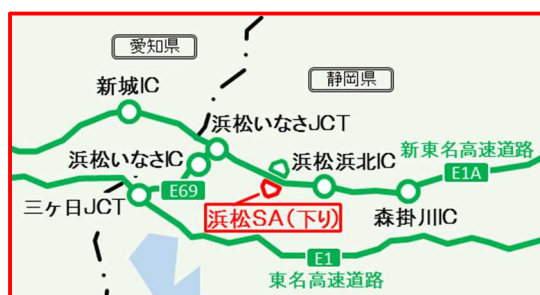 愛知県
静岡県
新城IC
浜松いなさJCT
浜松いなさIC
浜松浜北IC
新東名高速道路
E1A
E69
三ヶ日JCT
浜松SA(下り)
森掛川IC
E1
東名高速道路